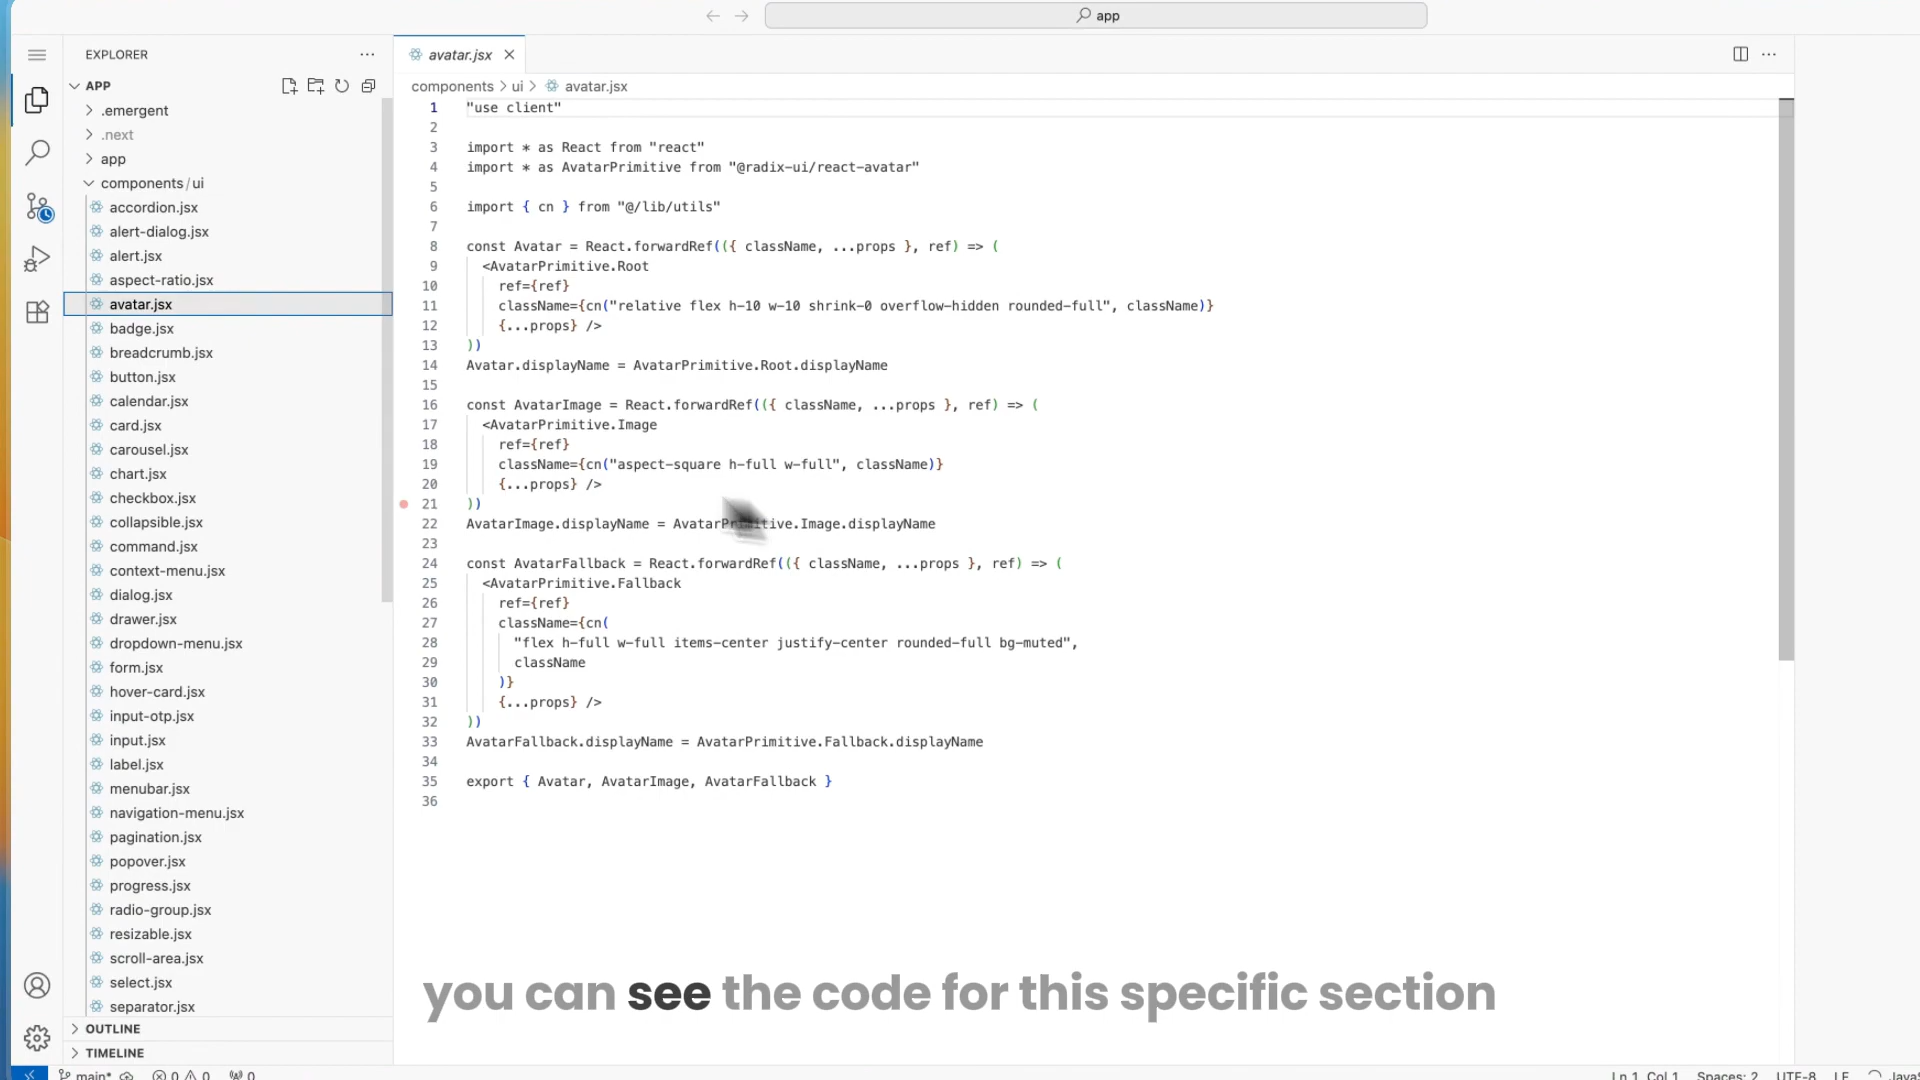 app
EXPLORER
APP
.emergent
.next
app
components/ui
accordion.jsx
alert-dialog.jsx
alert.jsx
aspect-ratio.jsx
avatar.jsx
badge.jsx
breadcrumb.jsx
button.jsx
calendar.jsx
card.jsx
carousel.jsx
chart.jsx
checkbox.jsx
collapsible.jsx
command.jsx
context-menu.jsx
dialog.jsx
drawer.jsx
dropdown-menu.jsx
form.jsx
hover-card.jsx
input-otp.jsx
input.jsx
label.jsx
menubar.jsx
navigation-menu.jsx
pagination.jsx
popover.jsx
progress.jsx
radio-group.jsx
resizable.jsx
scroll-area.jsx
select.jsx
separator.jsx
OUTLINE
TIMELINE
avatar.jsx
components > ui > avatar.jsx
1 "use client"
2
3 import * as React from "react"
4 import * as AvatarPrimitive from "@radix-ui/react-avatar"
5
6 import { cn } from "@/lib/utils"
7
8 const Avatar = React.forwardRef(({ className, ...props }, ref) => (
9 <AvatarPrimitive.Root
10 ref={ref}
11 className={cn("relative flex h-10 w-10 shrink-0 overflow-hidden rounded-full", className)}
12 {...props} />
13 ))
14 Avatar.displayName = AvatarPrimitive.Root.displayName
15
16 const AvatarImage = React.forwardRef(({ className, ...props }, ref) => (
17 <AvatarPrimitive.Image
18 ref={ref}
19 className={cn("aspect-square h-full w-full", className)}
20 {...props} />
21 ))
22 AvatarImage.displayName = AvatarPrimitive.Image.displayName
23
24 const AvatarFallback = React.forwardRef(({ className, ...props }, ref) => (
25 <AvatarPrimitive.Fallback
26 ref={ref}
27 className={cn(
28 "flex h-full w-full items-center justify-center rounded-full bg-muted",
29 className
30 )}
31 {...props} />
32 ))
33 AvatarFallback.displayName = AvatarPrimitive.Fallback.displayName
34
35 export { Avatar, AvatarImage, AvatarFallback }
36
you can see the code for this specific section
main* 0 0 0 Ln 1, Col 1 Spaces: 2 UTF-8 LF